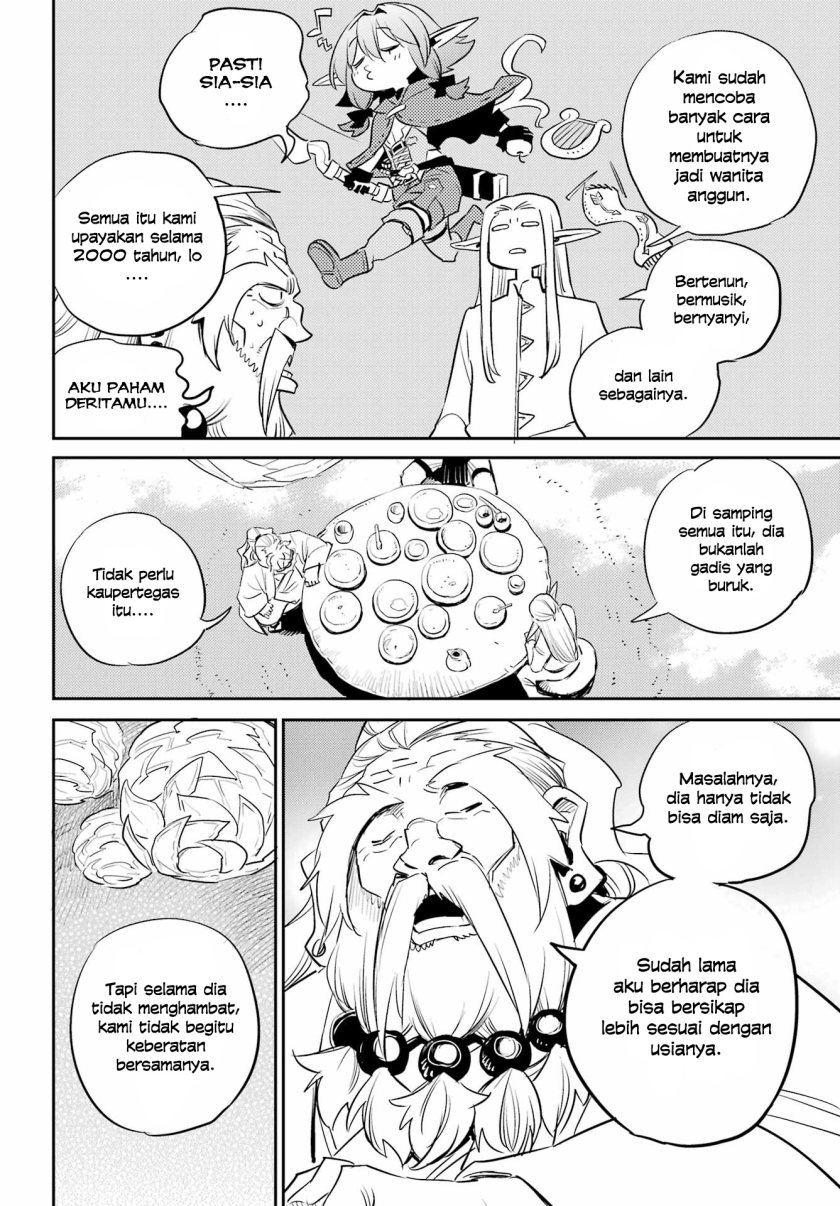 Kami sudah
mencoba
banyak cara
untuk
membuatnya
jadi wanita
anggun.
Bertenun,
bermusik,
bernyanyi,
dan lain
sebagainya.
PASTI
SIA-SIA
....
Semua itu kami
upayakan selama
2000 tahun, lo
....
AKU PAHAM
DERITAMU....
Di samping
semua itu, dia
bukanlah
gadis yang
buruk.
Tidak perlu
kaupertegas
itu....
Masalahnya,
dia hanya tidak
bisa diam saja.
Sudah lama
aku berharap dia
bisa bersikap
lebih sesuai dengan
usianya.
Tapi selama dia
tidak menghambat,
kami tidak begitu
keberatan
bersamanya.